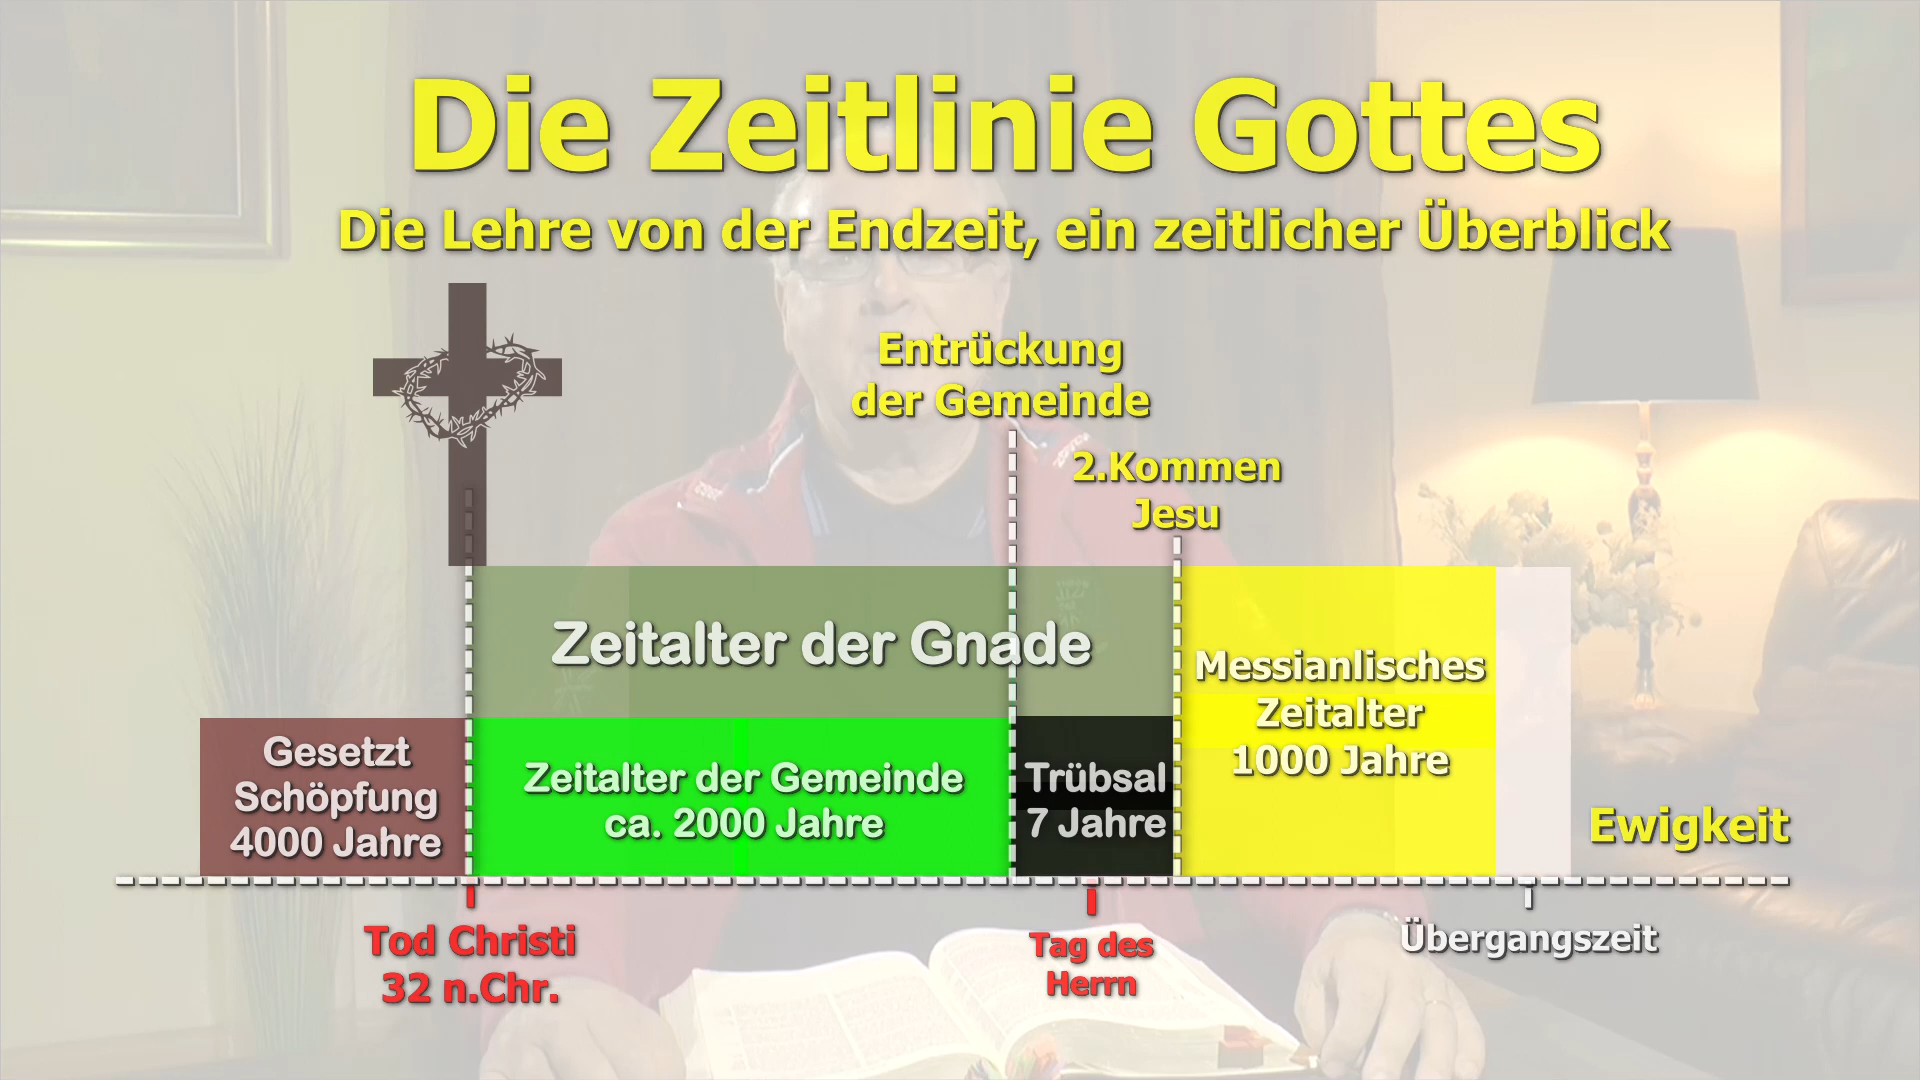 Die Zeitlinie Gottes
Die Lehre von der Endzeit, ein zeitlicher Überblick
Entrückung
der Gemeinde
2.Kommen
Jesu
Zeitalter der Gnade
Messianlisches
Zeitalter
1000 Jahre
Gesetzt
Schöpfung
4000 Jahre
Zeitalter der Gemeinde
ca. 2000 Jahre
Trübsal
7 Jahre
Ewigkeit
Tod Christi
32 n.Chr.
Tag des
Herrn
Übergangszeit